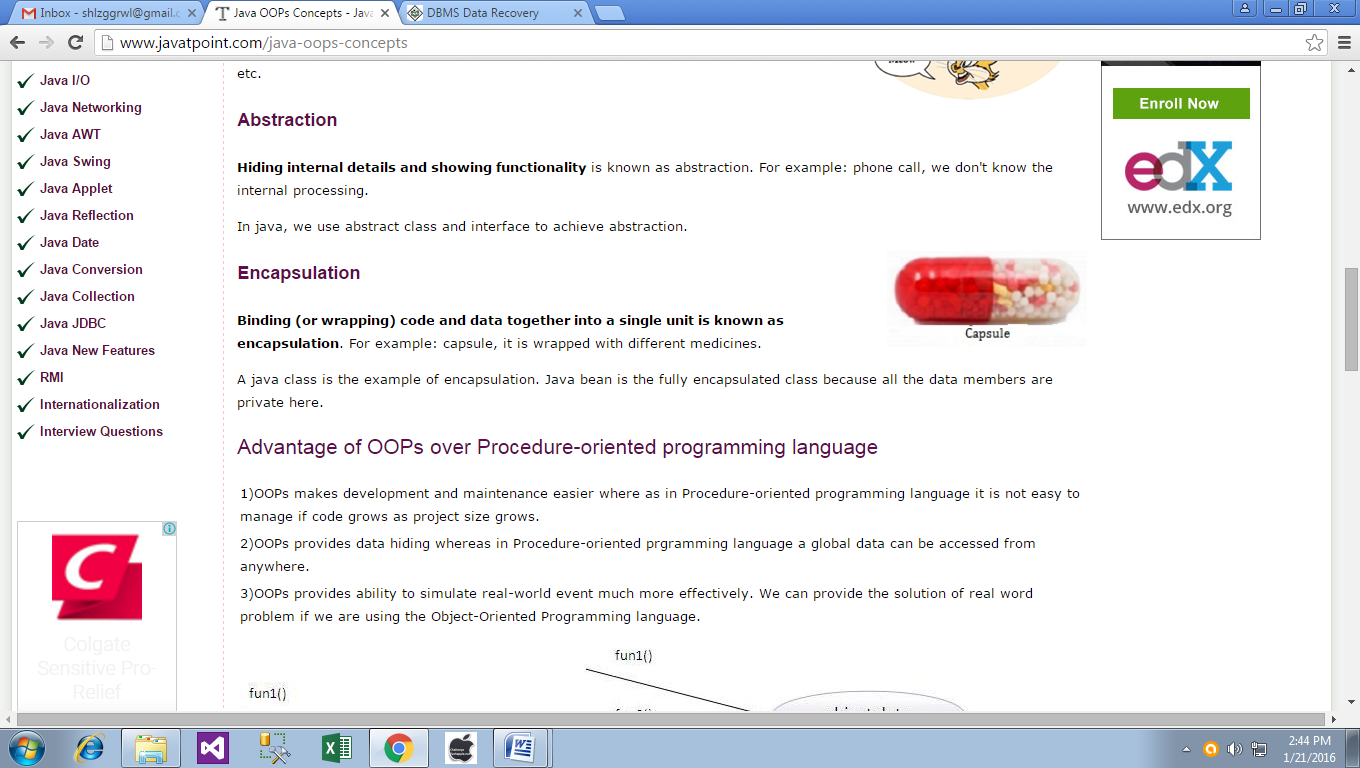 Inbox - shlzggrwl@gmail.c
Java OOPs Concepts - Java
DBMS Data Recovery
www.javatpoint.com/java-oops-concepts
Java I/O
Java Networking
Java AWT
Java Swing
Java Applet
Java Reflection
Java Date
Java Conversion
Java Collection
Java JDBC
Java New Features
RMI
Internationalization
Interview Questions
Colgate
Sensitive Pro-
Relief
etc.
Abstraction
Hiding internal details and showing functionality is known as abstraction. For example: phone call, we don't know the
internal processing.
In java, we use abstract class and interface to achieve abstraction.
Encapsulation
Binding (or wrapping) code and data together into a single unit is known as
encapsulation. For example: capsule, it is wrapped with different medicines.
Capsule
A java class is the example of encapsulation. Java bean is the fully encapsulated class because all the data members are
private here.
Advantage of OOPs over Procedure-oriented programming language
1)OOPs makes development and maintenance easier where as in Procedure-oriented programming language it is not easy to
manage if code grows as project size grows.
2)OOPs provides data hiding whereas in Procedure-oriented prgramming language a global data can be accessed from
anywhere.
3)OOPs provides ability to simulate real-world event much more effectively. We can provide the solution of real word
problem if we are using the Object-Oriented Programming language.
fun1()
fun1()
Enroll Now
edX
www.edx.org
2:44 PM
1/21/2016